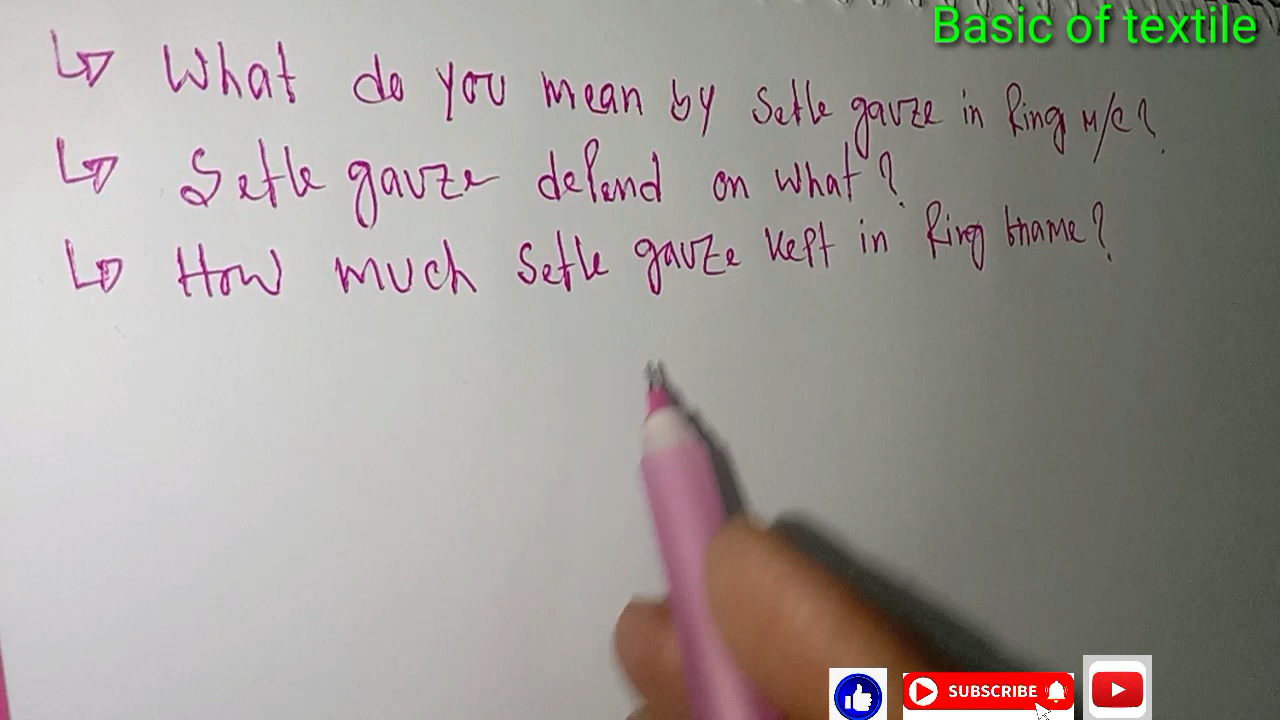 Basic of textile
What do you mean by Setle gauze in Ring M/C?
Setle gauze depend on what?
How much Setle gauze kept in Ring frame?
SUBSCRIBE